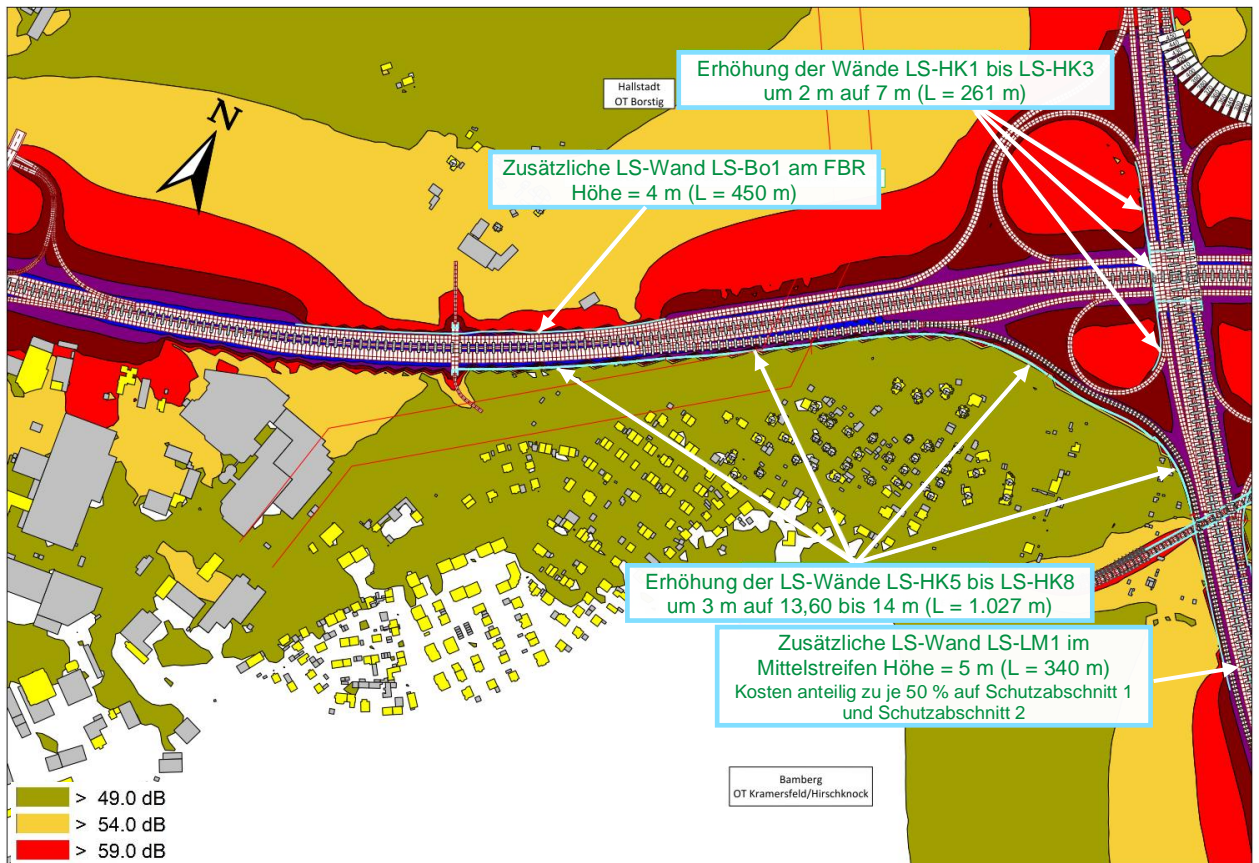 Hallstadt
OT Borstig
Erhöhung der Wände LS-HK1 bis LS-HK3
um 2 m auf 7 m (L = 261 m)
N
Zusätzliche LS-Wand LS-Bo1 am FBR
Höhe = 4 m (L = 450 m)
Erhöhung der LS-Wände LS-HK5 bis LS-HK8
um 3 m auf 13,60 bis 14 m (L = 1.027 m)
Zusätzliche LS-Wand LS-LM1 im
Mittelstreifen Höhe = 5 m (L = 340 m)
Kosten anteilig zu je 50 % auf Schutzabschnitt 1
und Schutzabschnitt 2
Bamberg
OT Kramersfeld/Hirschknock
> 49.0 dB
> 54.0 dB
> 59.0 dB